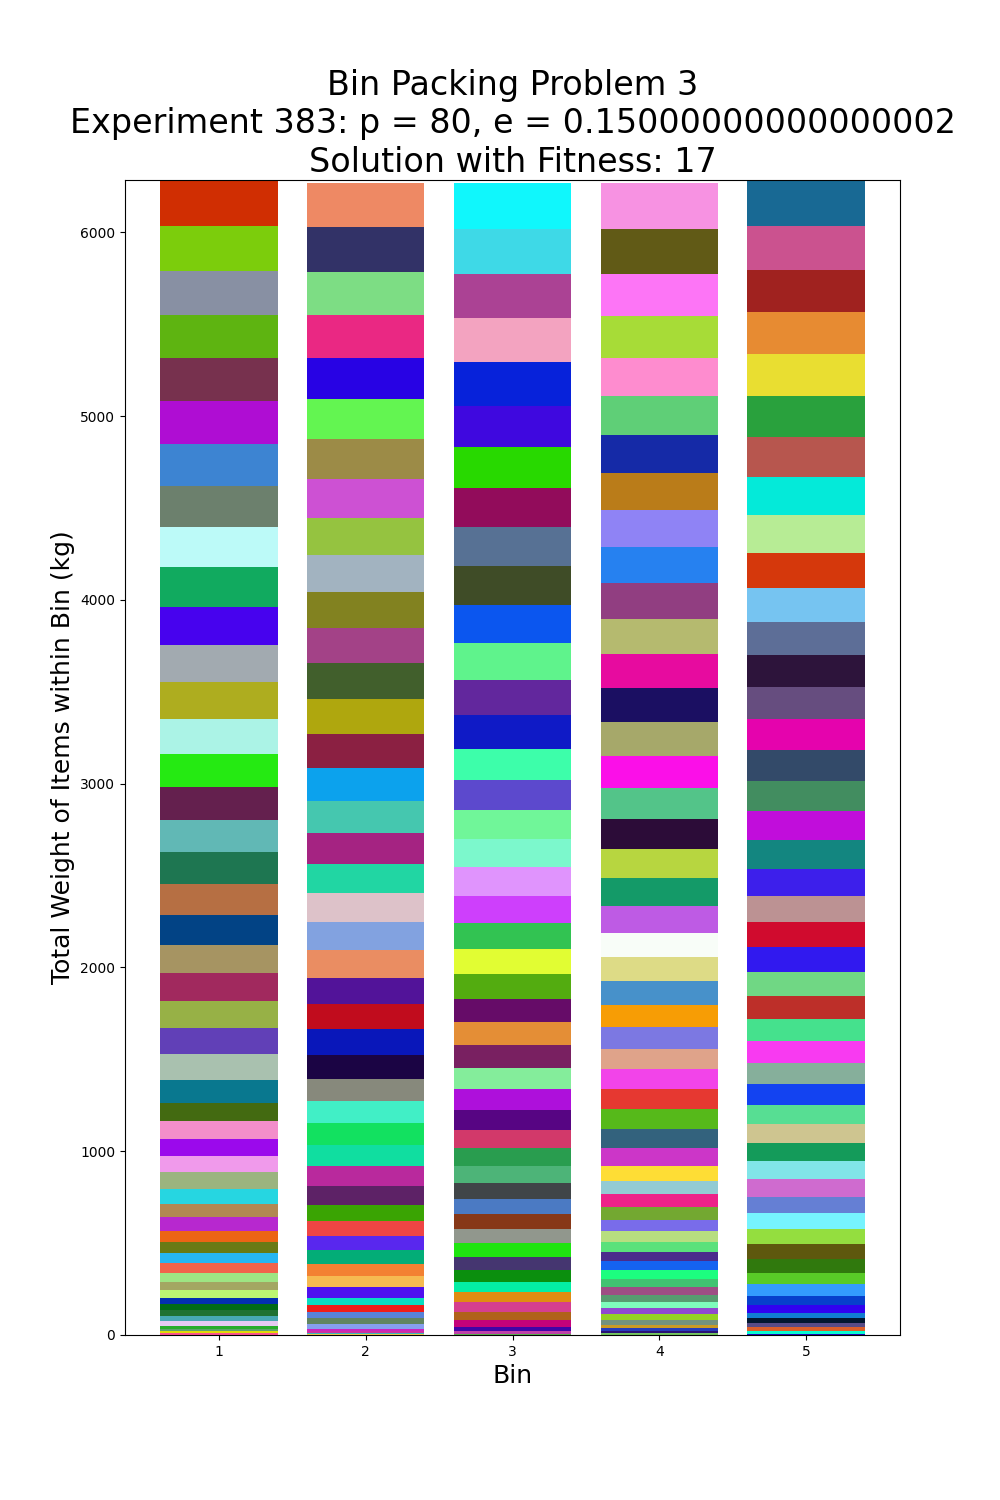 Bin Packing Problem 3
Experiment 383: p = 80, e = 0.15000000000000002
Solution with Fitness: 17
Total Weight of Items within Bin (kg)
6000
5000
4000
3000
2000
1000
0
1 2 3 4 5
Bin